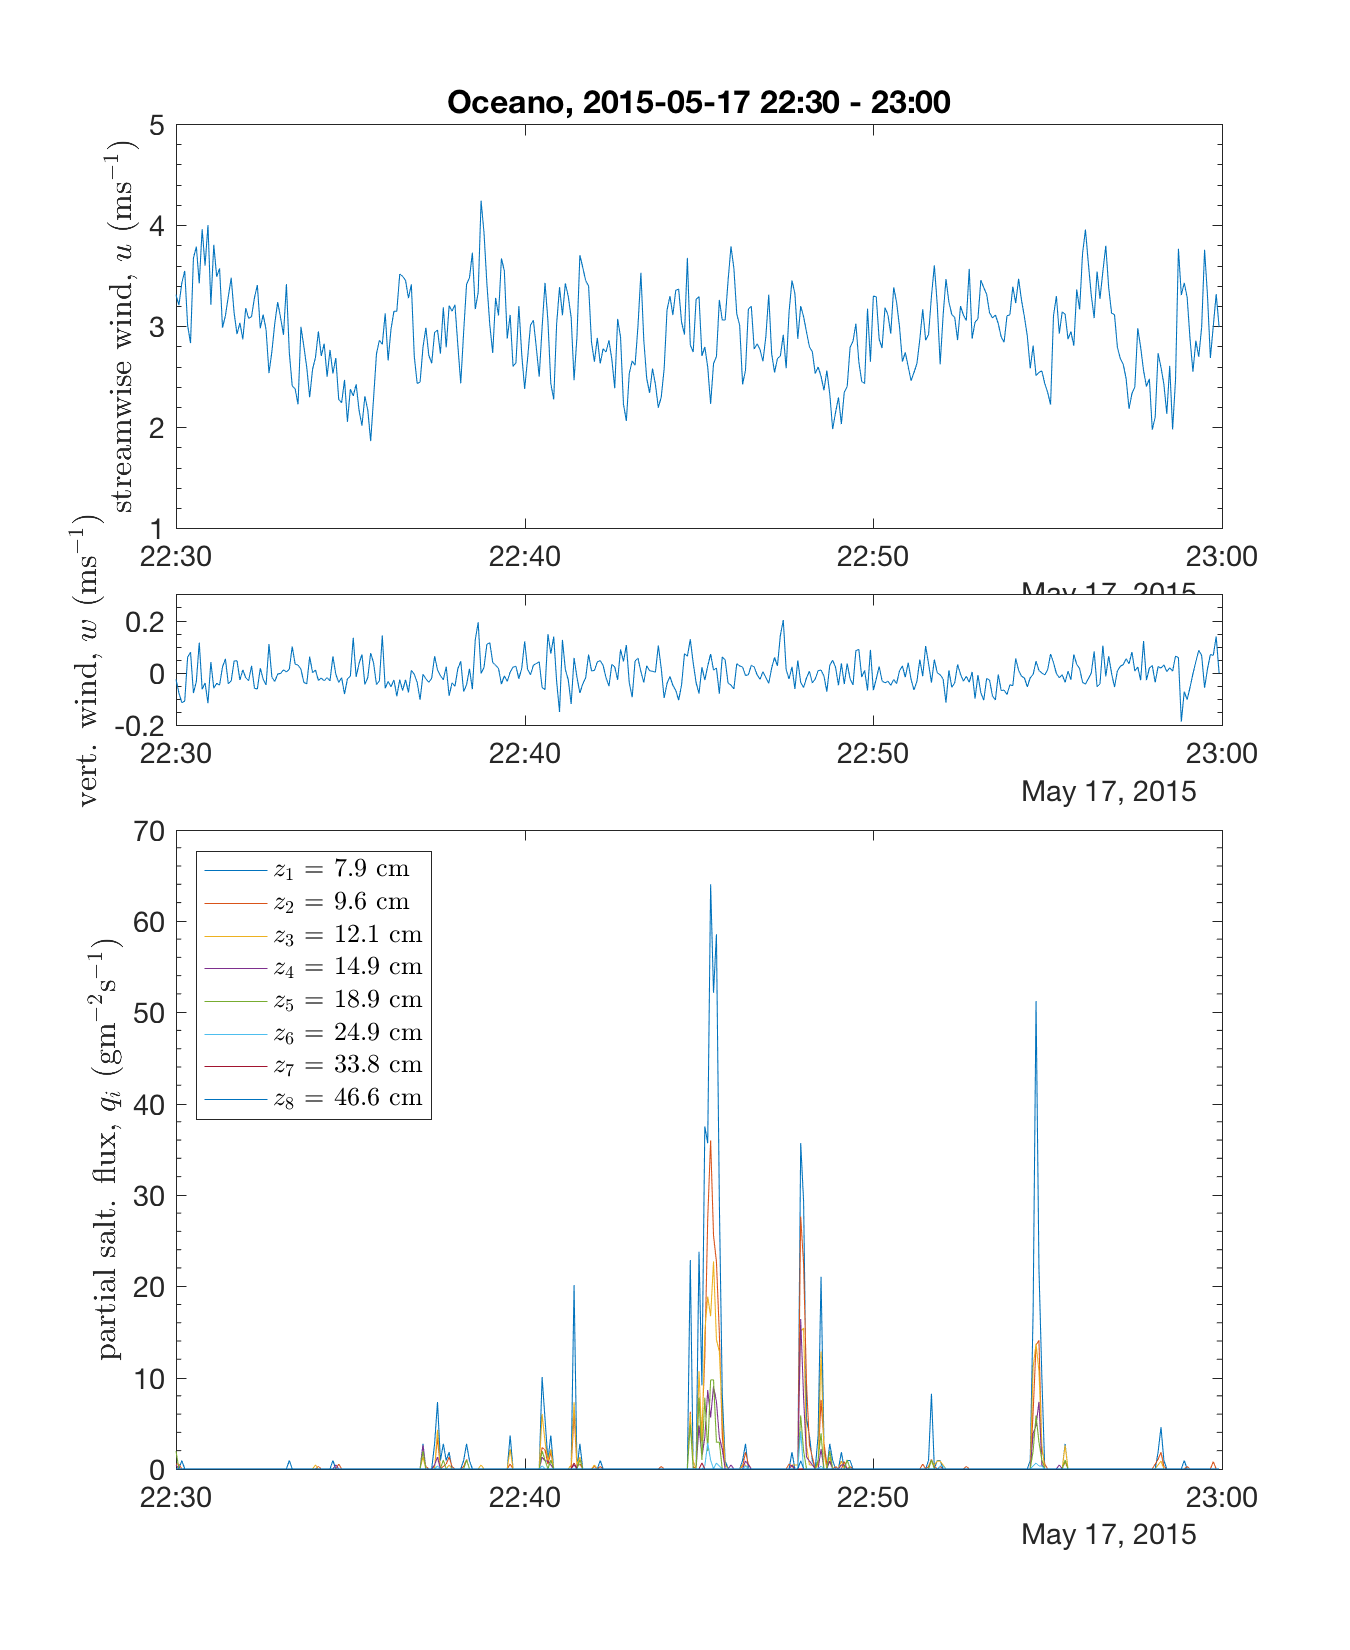 Oceano, 2015-05-17 22:30 - 23:00
streamwise wind, u (ms⁻¹)
5
4
3
2
1
22:30 22:40 22:50 23:00
May 17, 2015
vert. wind, w (ms⁻¹)
0.2
0
-0.2
22:30 22:40 22:50 23:00
May 17, 2015
partial salt. flux, qᵢ (gm⁻²s⁻¹)
70
60
50
40
30
20
10
0
z₁ = 7.9 cm
z₂ = 9.6 cm
z₃ = 12.1 cm
z₄ = 14.9 cm
z₅ = 18.9 cm
z₆ = 24.9 cm
z₇ = 33.8 cm
z₈ = 46.6 cm
22:30 22:40 22:50 23:00
May 17, 2015